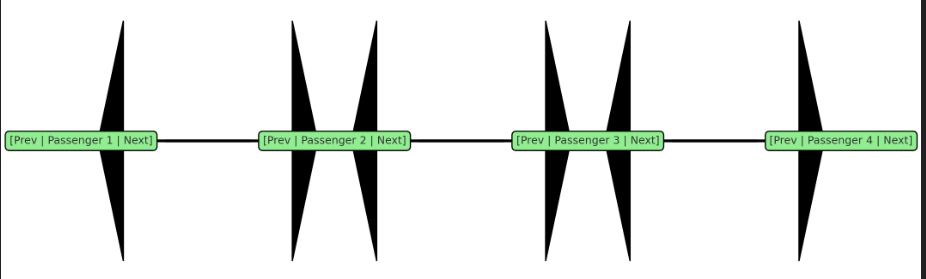 [Prev | Passenger 1 | Next]
[Prev | Passenger 2 | Next]
[Prev | Passenger 3 | Next]
[Prev | Passenger 4 | Next]